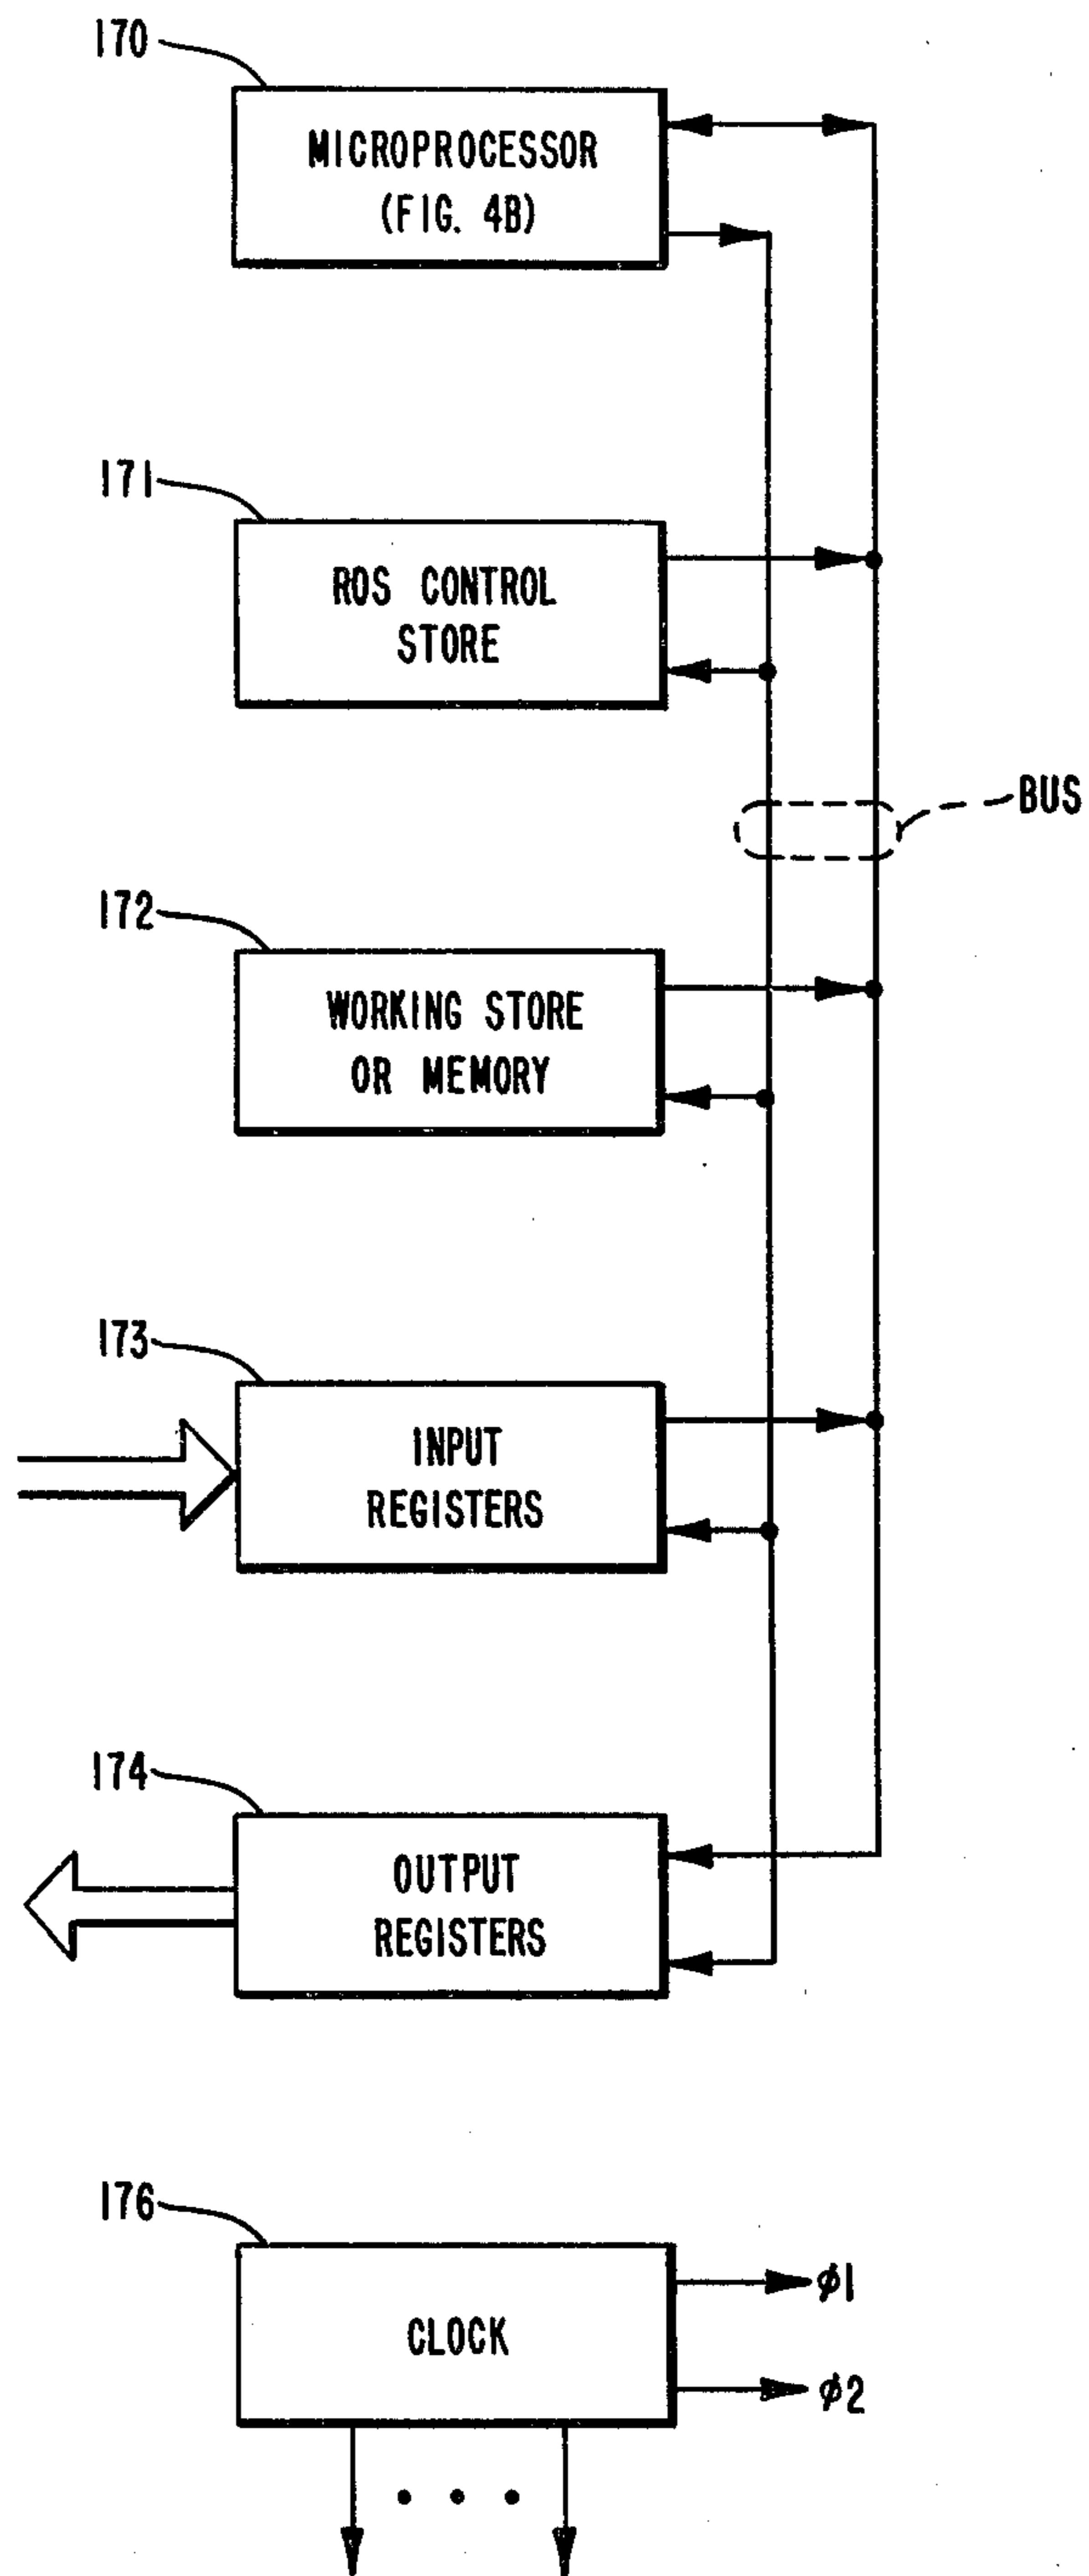 170
MICROPROCESSOR
(FIG. 4B)
171
ROS CONTROL
STORE
BUS
172
WORKING STORE
OR MEMORY
173
INPUT
REGISTERS
174
OUTPUT
REGISTERS
176
CLOCK
φ1
φ2